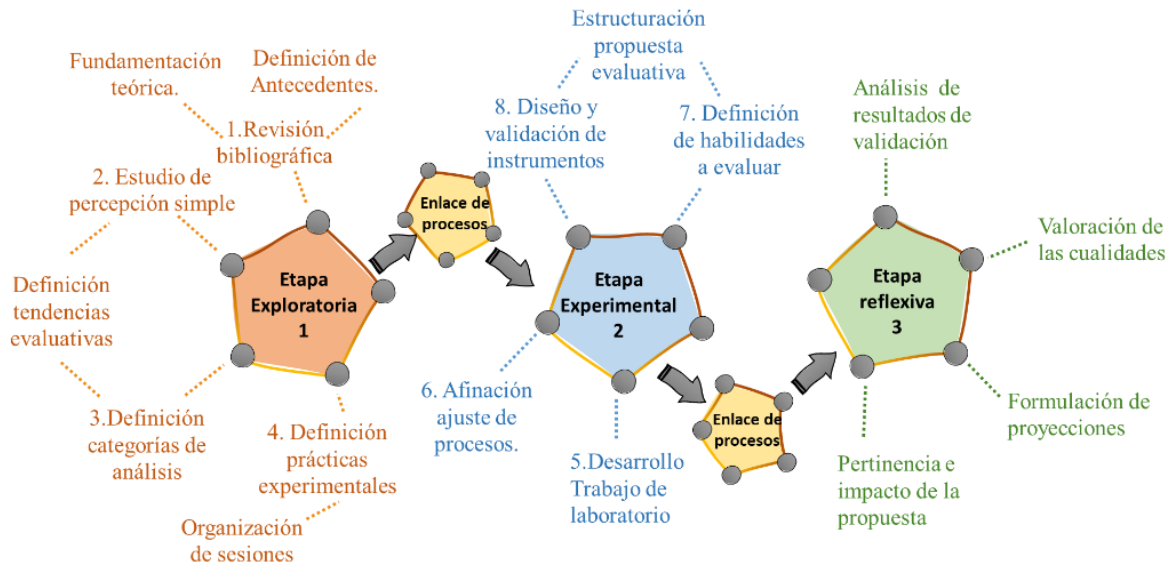 Fundamentación
teórica.
Definición de
Antecedentes.
1.Revisión
bibliográfica
2. Estudio de
percepción simple
Definición
tendencias
evaluativas
3.Definición
categorías de
análisis
4. Definición
prácticas
experimentales
Organización
de sesiones
Etapa
Exploratoria
1
Enlace de
procesos
Estructuración
propuesta
evaluativa
8. Diseño y
validación de
instrumentos
7. Definición
de habilidades
a evaluar
Etapa
Experimental
2
6. Afinación
ajuste de
procesos.
5.Desarrollo
Trabajo de
laboratorio
Enlace de
procesos
Análisis de
resultados de
validación
Valoración de
las cualidades
Etapa
reflexiva
3
Formulación de
proyecciones
Pertinencia e
impacto de la
propuesta